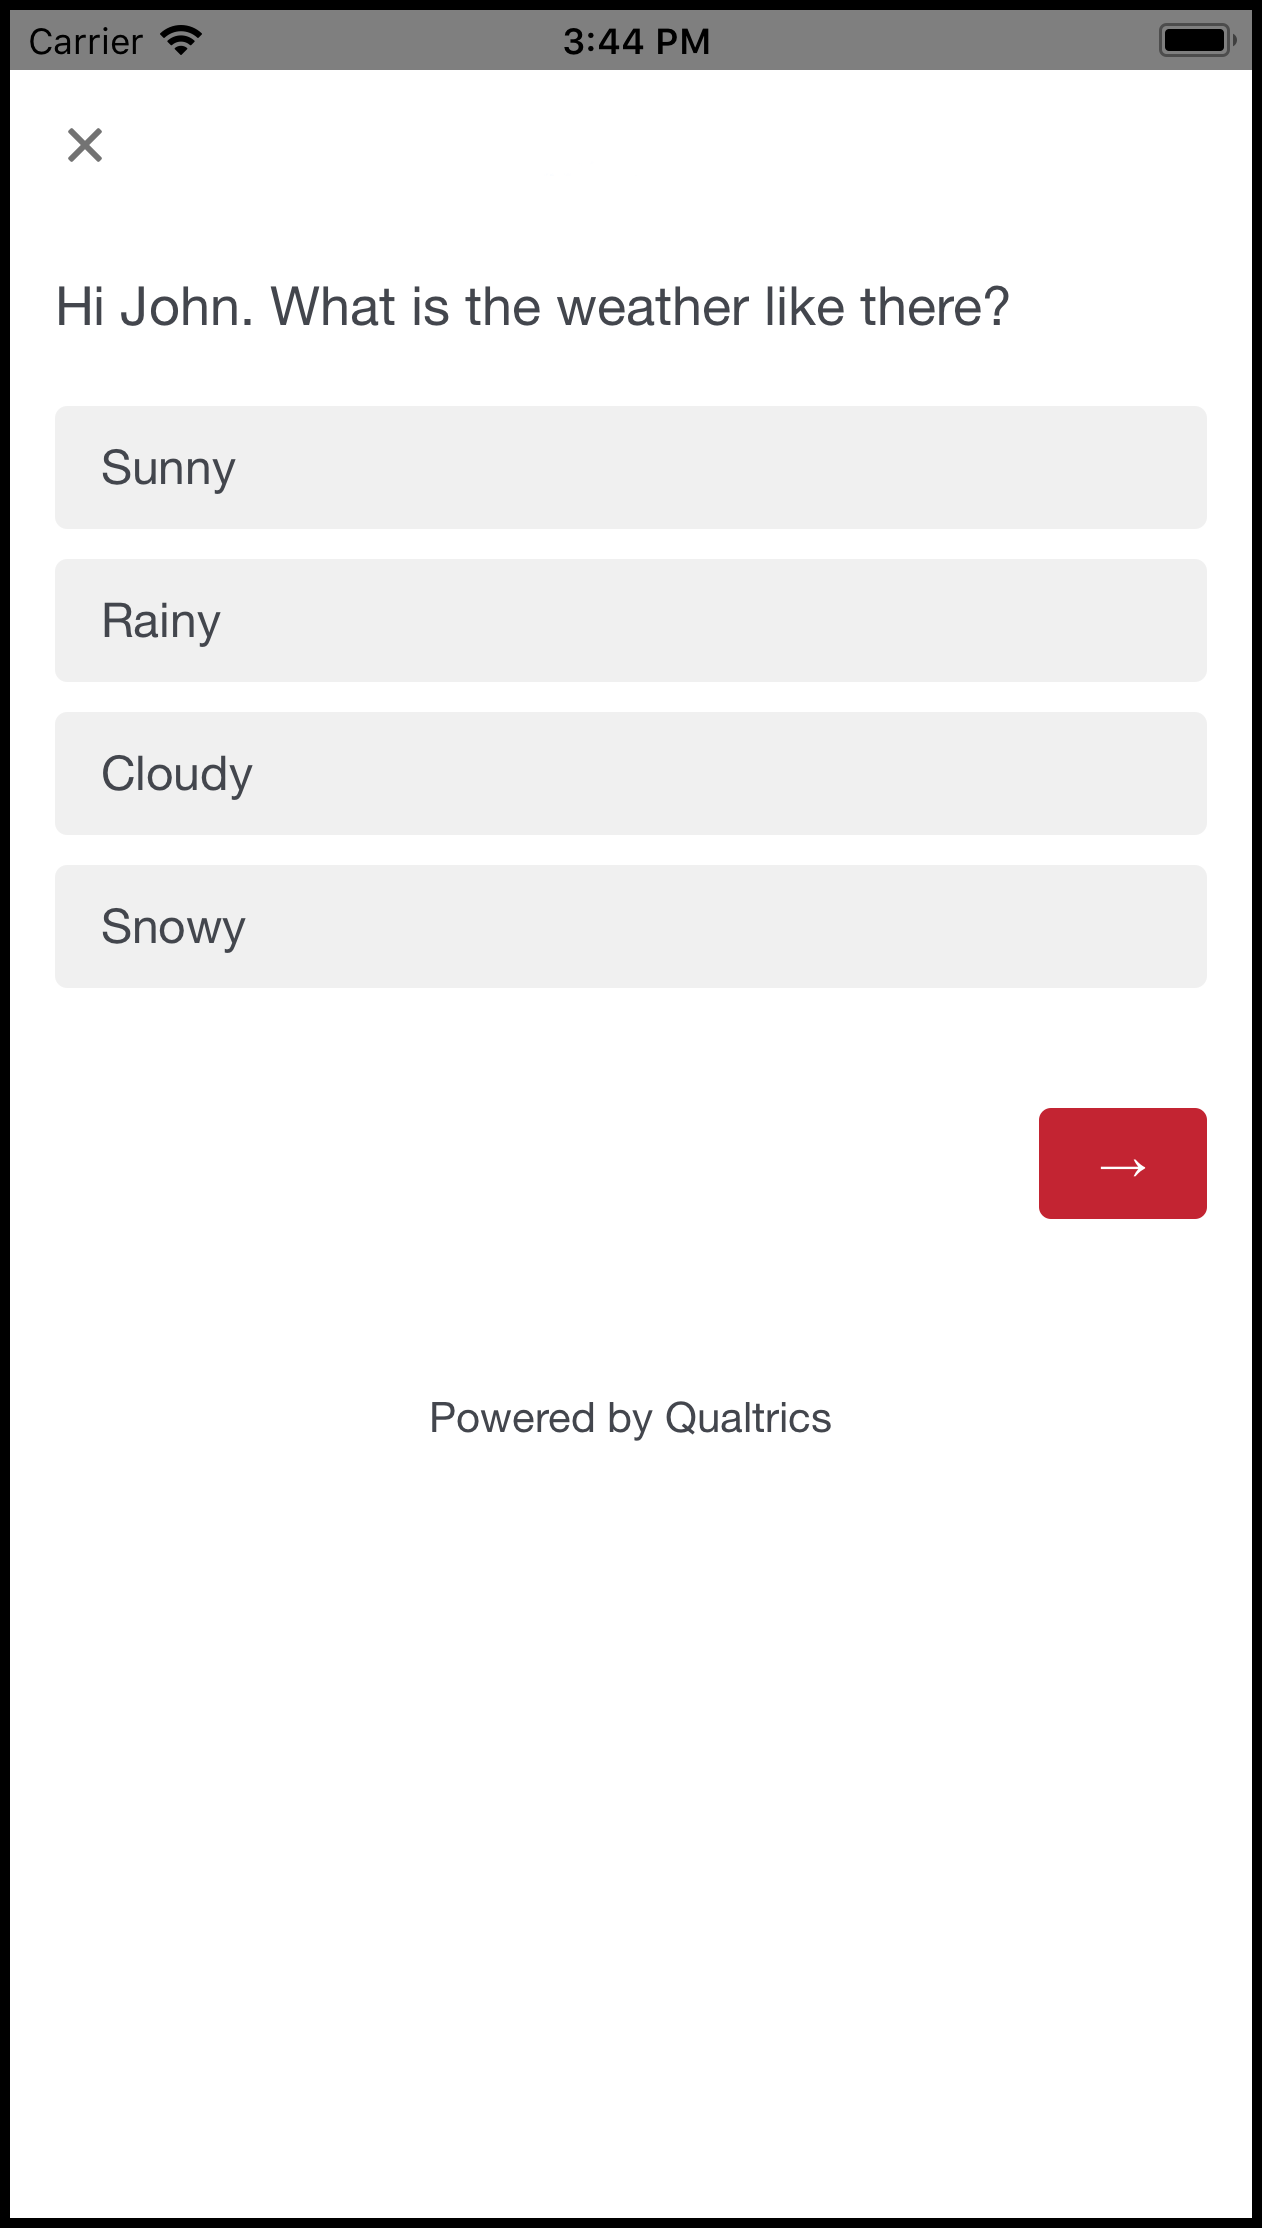 Carrier 3:44 PM
Hi John. What is the weather like there?
Sunny
Rainy
Cloudy
Snowy
→
Powered by Qualtrics